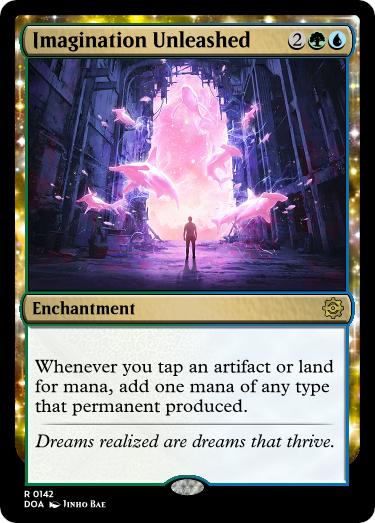 Imagination Unleashed 2
Enchantment
Whenever you tap an artifact or land
for mana, add one mana of any type
that permanent produced.
Dreams realized are dreams that thrive.
R 0142
DOA Jinho Bae